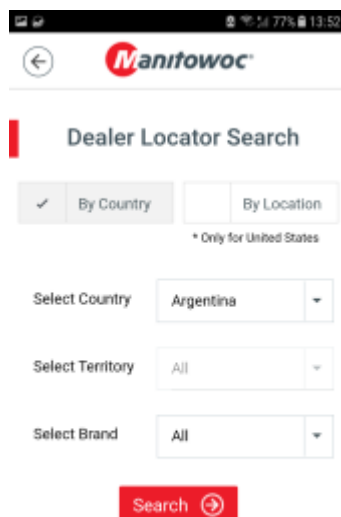 77% 13:52
Manitowoc
Dealer Locator Search
By Country
By Location
* Only for United States
Select Country
Argentina
Select Territory
All
Select Brand
All
Search